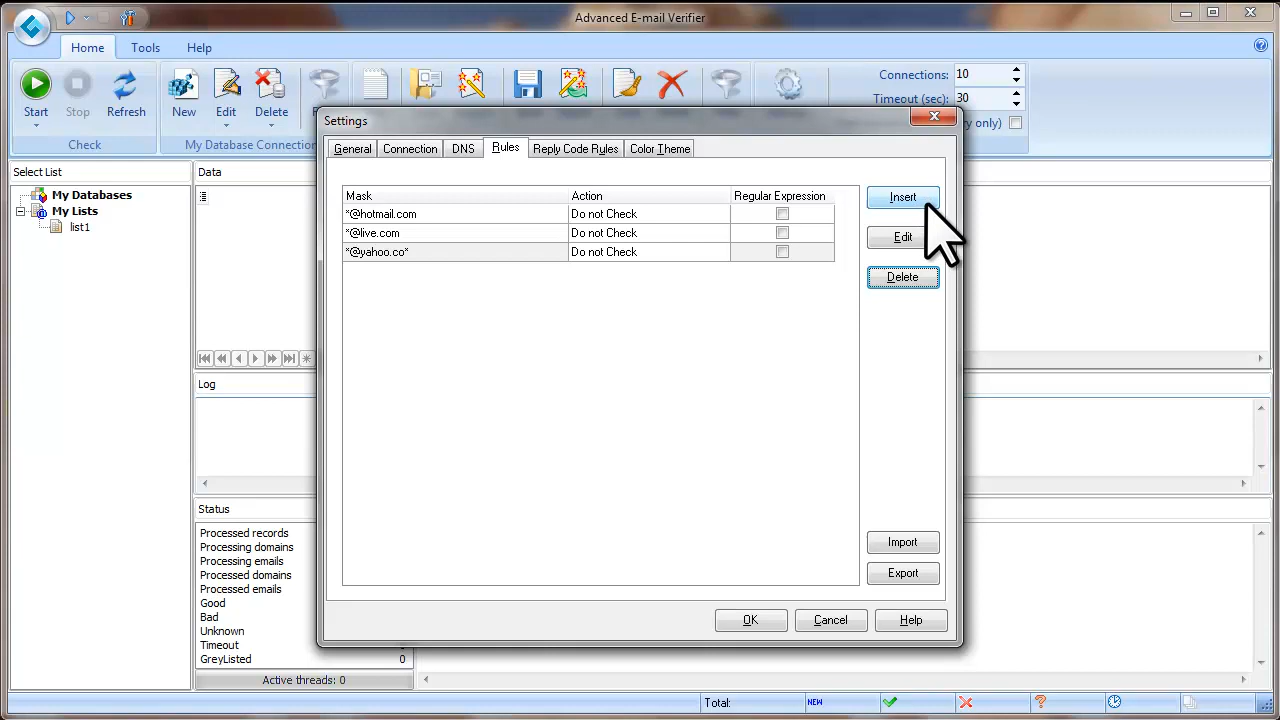 Advanced E-mail Verifier
Home
Tools
Help
Start
Stop
Refresh
New
Edit
Delete
Connections:
10
Timeout (sec):
30
ry only)
Check
My Database Connection
Select List
My Databases
My Lists
list1
Data
Log
Status
Processed records
Processing domains
Processing emails
Processed domains
Processed emails
Good
Bad
Unknown
Timeout
GreyListed
0
Active threads: 0
Settings
General
Connection
DNS
Rules
Reply Code Rules
Color Theme
Mask
Action
Regular Expression
*@hotmail.com
Do not Check
*@live.com
Do not Check
*@yahoo.co*
Do not Check
Insert
Edit
Delete
Import
Export
OK
Cancel
Help
Total:
NEW